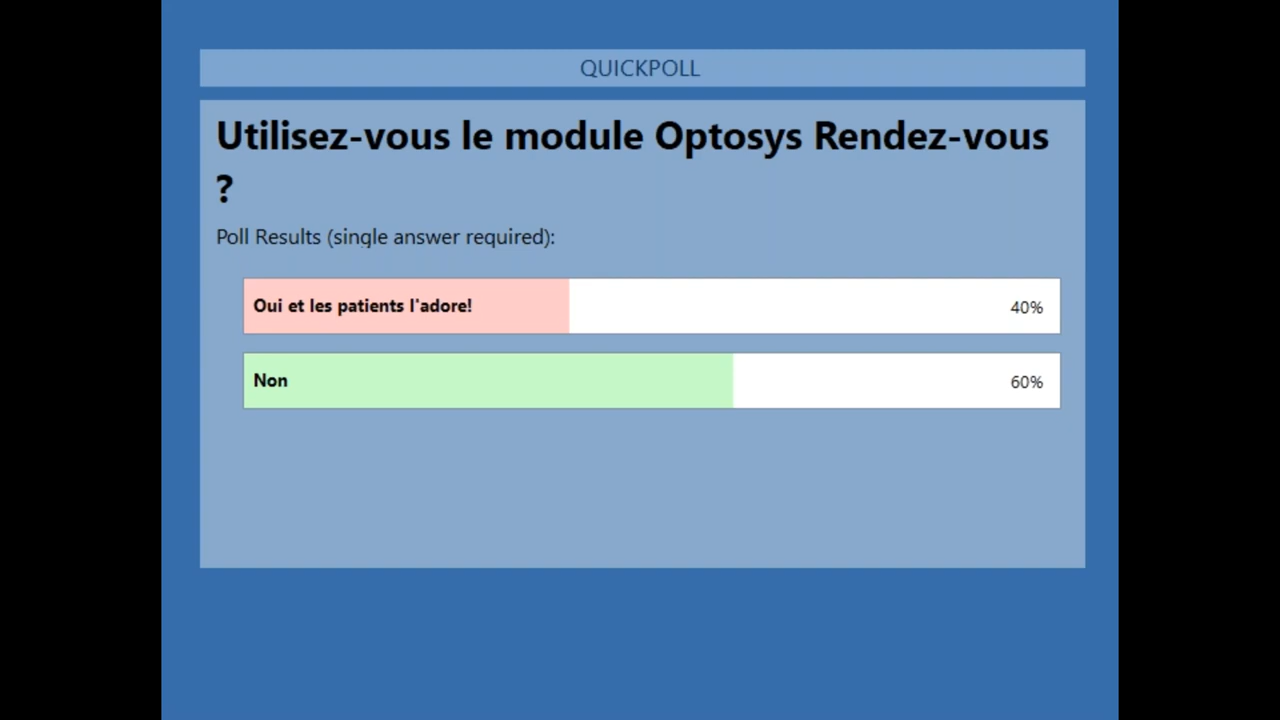 QUICKPOLL
Utilisez-vous le module Optosys Rendez-vous
?
Poll Results (single answer required):
Oui et les patients l'adore!
40%
Non
60%